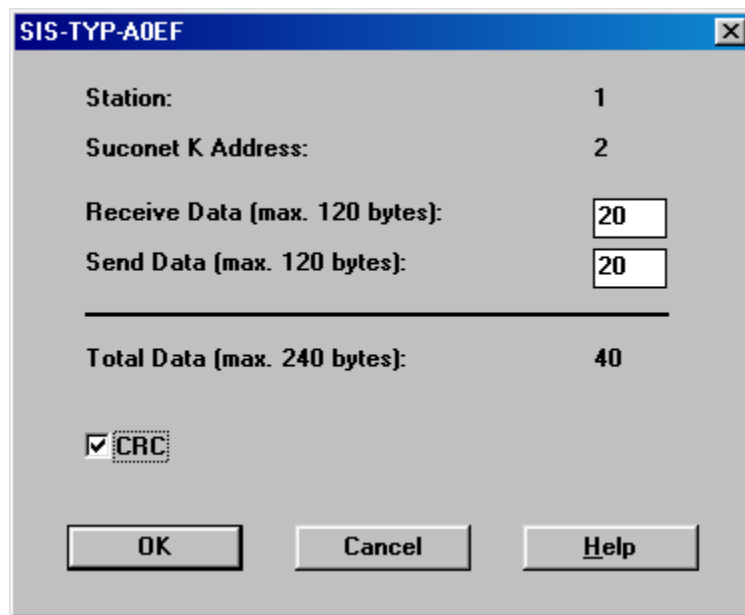 SIS-TYP-A0EF
Station: 1
Suconet K Address: 2
Receive Data (max. 120 bytes): 20
Send Data (max. 120 bytes): 20
Total Data (max. 240 bytes): 40
CRC
OK Cancel Help